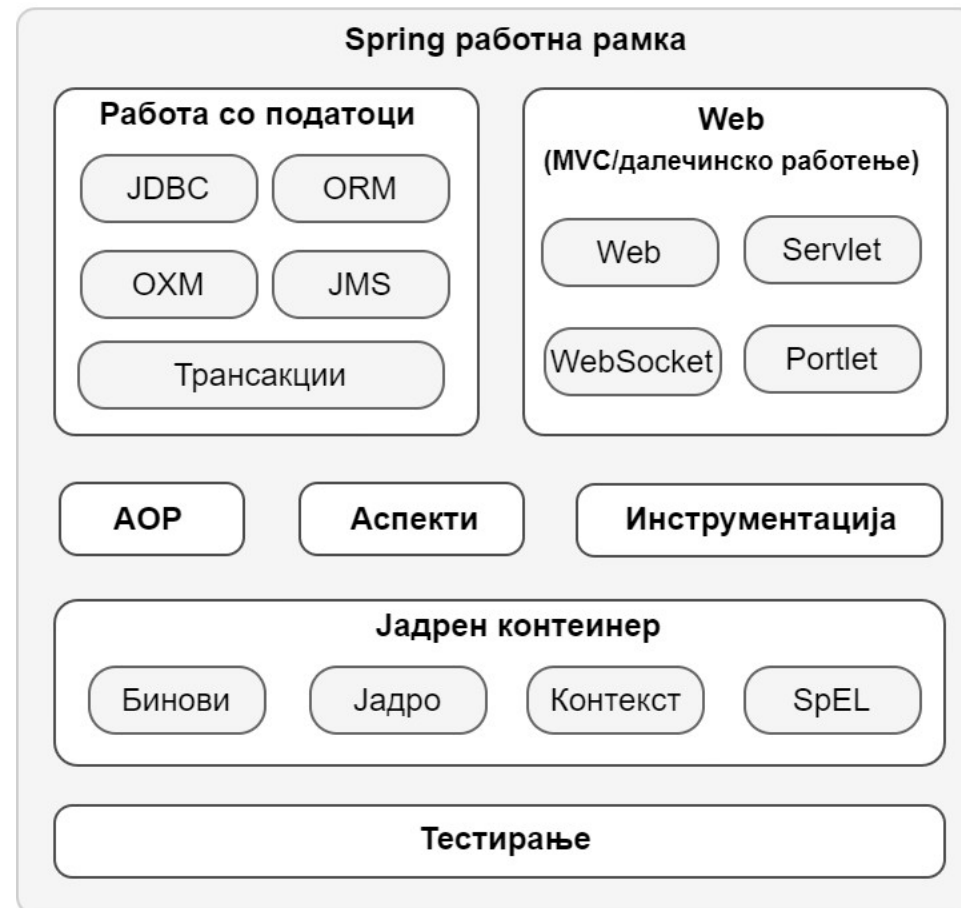 Spring работна рамка
Работа со податоци
JDBC
ORM
OXM
JMS
Трансакции
Web
(MVC/далечинско работење)
Web
Servlet
WebSocket
Portlet
AOP
Аспекти
Инструментација
Јадрен контеинер
Бинови
Јадро
Контекст
SpEL
Тестирање